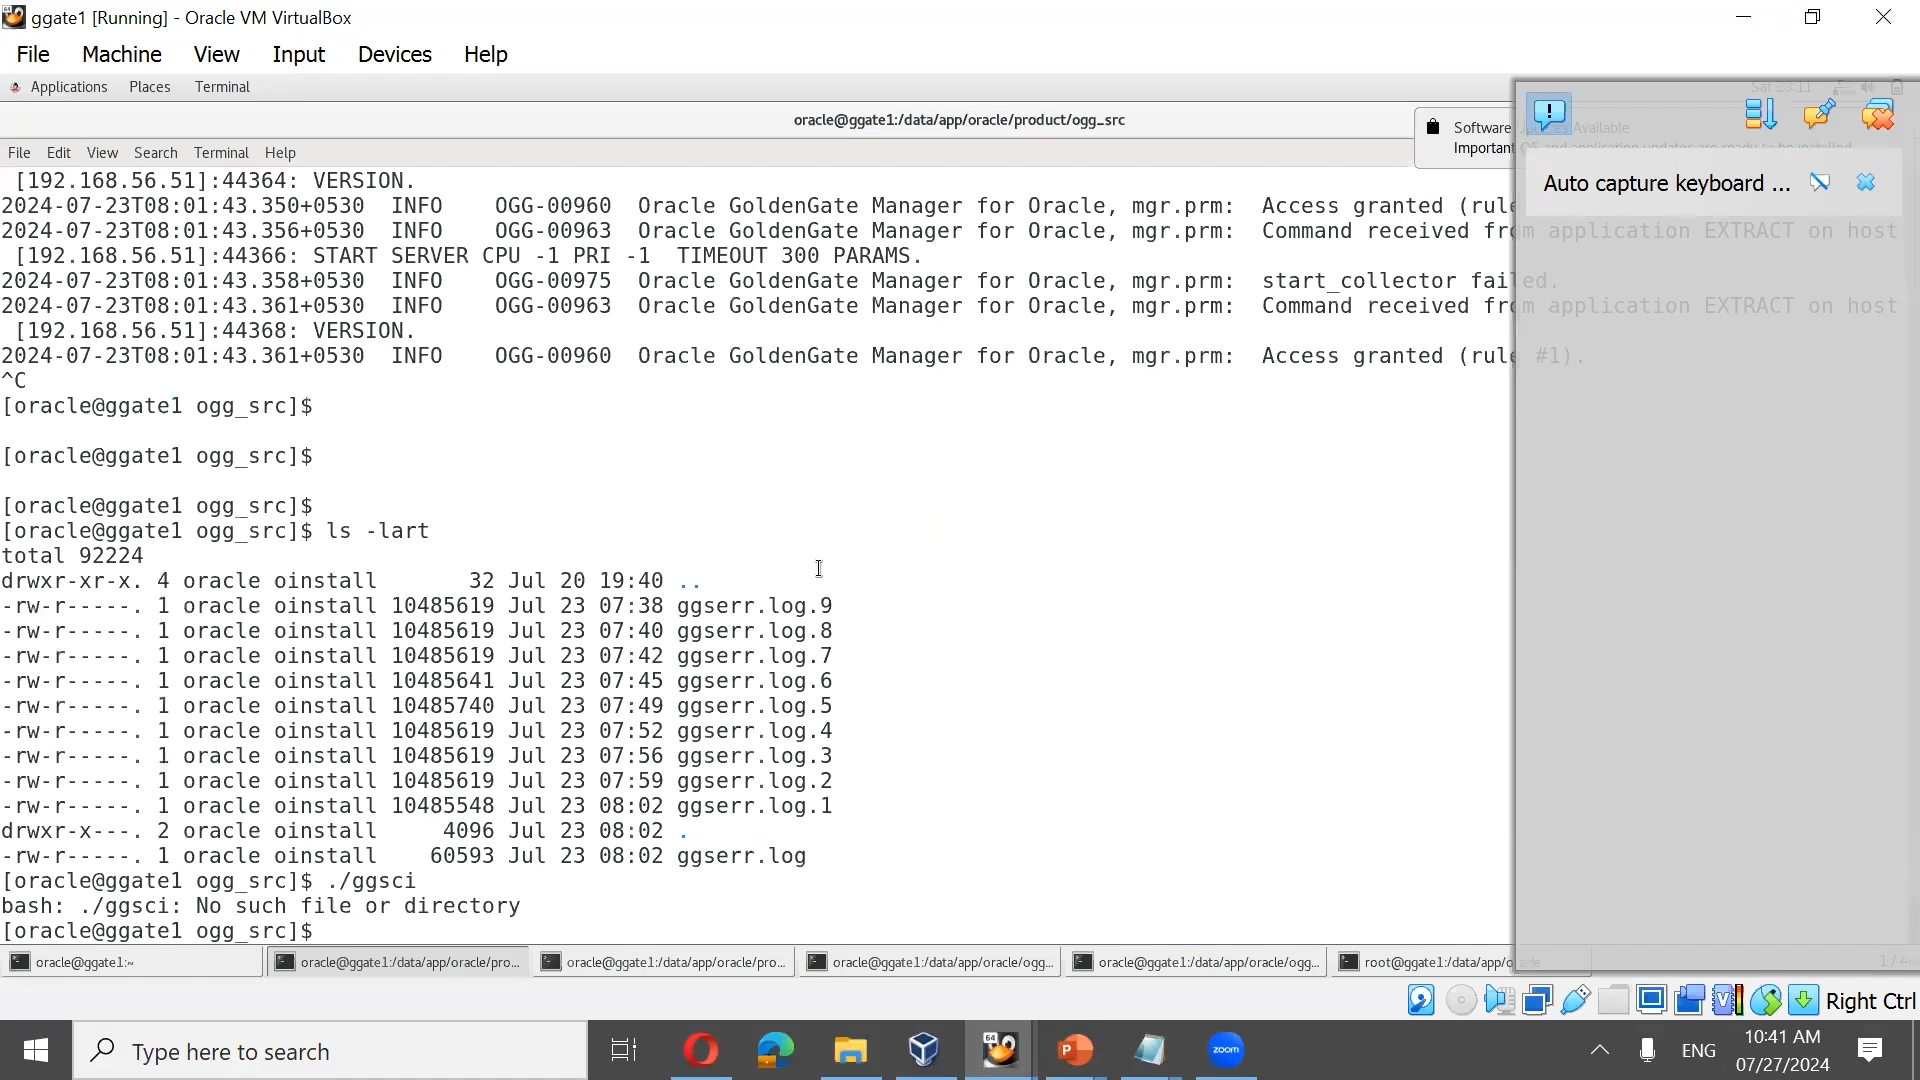 ggate1 [Running] - Oracle VM VirtualBox
File Machine View Input Devices Help
Applications Places Terminal
Sat 23:11
oracle@ggate1:/data/app/oracle/product/ogg_src
Software Updates Available
Important OS and application updates are ready to be installed
File Edit View Search Terminal Help
Auto capture keyboard ...
[192.168.56.51]:44364: VERSION.
2024-07-23T08:01:43.350+0530 INFO OGG-00960 Oracle GoldenGate Manager for Oracle, mgr.prm: Access granted (rule
2024-07-23T08:01:43.356+0530 INFO OGG-00963 Oracle GoldenGate Manager for Oracle, mgr.prm: Command received from application EXTRACT on host
[192.168.56.51]:44366: START SERVER CPU -1 PRI -1 TIMEOUT 300 PARAMS.
2024-07-23T08:01:43.358+0530 INFO OGG-00975 Oracle GoldenGate Manager for Oracle, mgr.prm: start_collector failed.
2024-07-23T08:01:43.361+0530 INFO OGG-00963 Oracle GoldenGate Manager for Oracle, mgr.prm: Command received from application EXTRACT on host
[192.168.56.51]:44368: VERSION.
2024-07-23T08:01:43.361+0530 INFO OGG-00960 Oracle GoldenGate Manager for Oracle, mgr.prm: Access granted (rule #1).
^C
[oracle@ggate1 ogg_src]$
[oracle@ggate1 ogg_src]$
[oracle@ggate1 ogg_src]$
[oracle@ggate1 ogg_src]$ ls -lart
total 92224
drwxr-xr-x. 4 oracle oinstall 32 Jul 20 19:40 ..
-rw-r-----. 1 oracle oinstall 10485619 Jul 23 07:38 ggserr.log.9
-rw-r-----. 1 oracle oinstall 10485619 Jul 23 07:40 ggserr.log.8
-rw-r-----. 1 oracle oinstall 10485619 Jul 23 07:42 ggserr.log.7
-rw-r-----. 1 oracle oinstall 10485641 Jul 23 07:45 ggserr.log.6
-rw-r-----. 1 oracle oinstall 10485740 Jul 23 07:49 ggserr.log.5
-rw-r-----. 1 oracle oinstall 10485619 Jul 23 07:52 ggserr.log.4
-rw-r-----. 1 oracle oinstall 10485619 Jul 23 07:56 ggserr.log.3
-rw-r-----. 1 oracle oinstall 10485619 Jul 23 07:59 ggserr.log.2
-rw-r-----. 1 oracle oinstall 10485548 Jul 23 08:02 ggserr.log.1
drwxr-x---. 2 oracle oinstall 4096 Jul 23 08:02 .
-rw-r-----. 1 oracle oinstall 60593 Jul 23 08:02 ggserr.log
[oracle@ggate1 ogg_src]$ ./ggsci
bash: ./ggsci: No such file or directory
[oracle@ggate1 ogg_src]$
oracle@ggate1:~
oracle@ggate1:/data/app/oracle/pro...
oracle@ggate1:/data/app/oracle/pro...
oracle@ggate1:/data/app/oracle/ogg...
oracle@ggate1:/data/app/oracle/ogg...
root@ggate1:/data/app/oracle
1 / 4
Right Ctrl
Type here to search
zoom
ENG
10:41 AM
07/27/2024